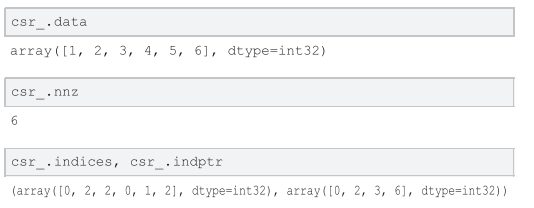 csr_.data
array([1, 2, 3, 4, 5, 6], dtype=int32)
csr_.nnz
6
csr_.indices, csr_.indptr
(array([0, 2, 2, 0, 1, 2], dtype=int32), array([0, 2, 3, 6], dtype=int32))